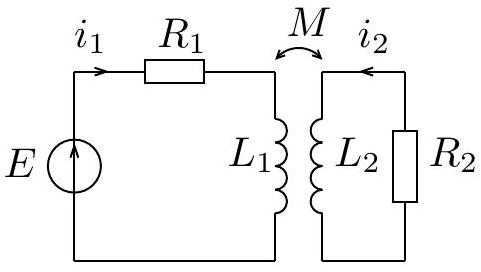 M
i₁ R₁ i₂
E L₁ L₂ R₂